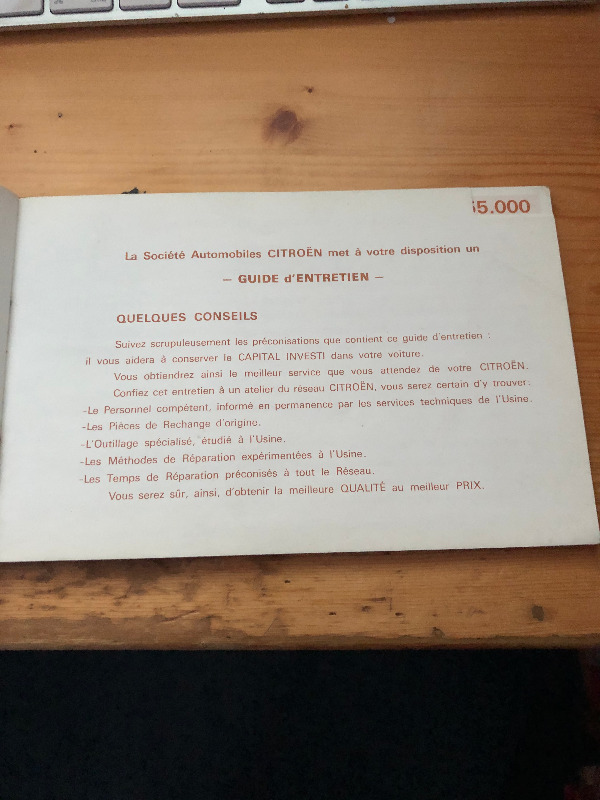 5.000
La Société Automobiles CITROËN met à votre disposition un
– GUIDE d'ENTRETIEN –
QUELQUES CONSEILS
Suivez scrupuleusement les préconisations que contient ce guide d'entretien :
il vous aidera à conserver le CAPITAL INVESTI dans votre voiture.
Vous obtiendrez ainsi le meilleur service que vous attendez de votre CITROËN.
Confiez cet entretien à un atelier du réseau CITROËN, vous serez certain d'y trouver:
-Le Personnel compétent, informé en permanence par les services techniques de l'Usine.
-Les Pièces de Rechange d'origine.
-L'Outillage spécialisé, étudié à l'Usine.
-Les Méthodes de Réparation expérimentées à l'Usine.
-Les Temps de Réparation préconisés à tout le Réseau.
Vous serez sûr, ainsi, d'obtenir la meilleure QUALITÉ au meilleur PRIX.